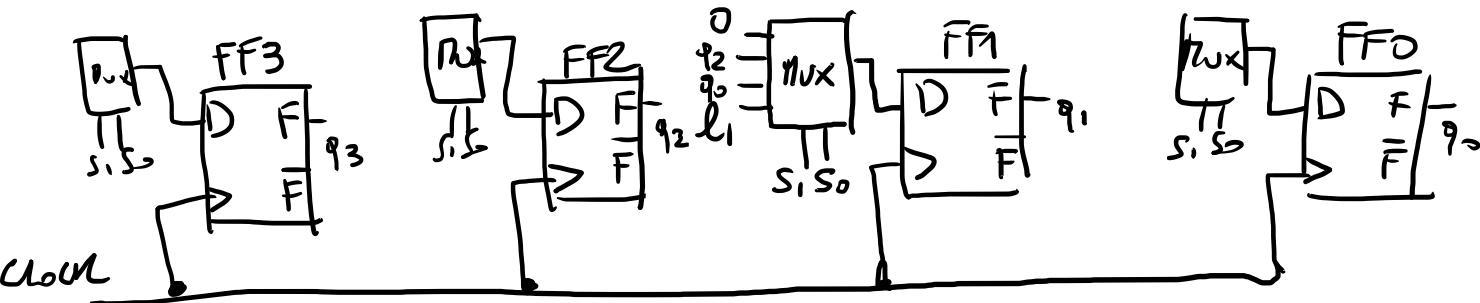 Mux
S1 S0
FF3
D F
F̅
q3
Mux
S1 S0
FF2
D F
F̅
q2
0
q2
q0
l1
Mux
S1 S0
FF1
D F
F̅
q1
Mux
S1 S0
FF0
D F
F̅
q0
Clock